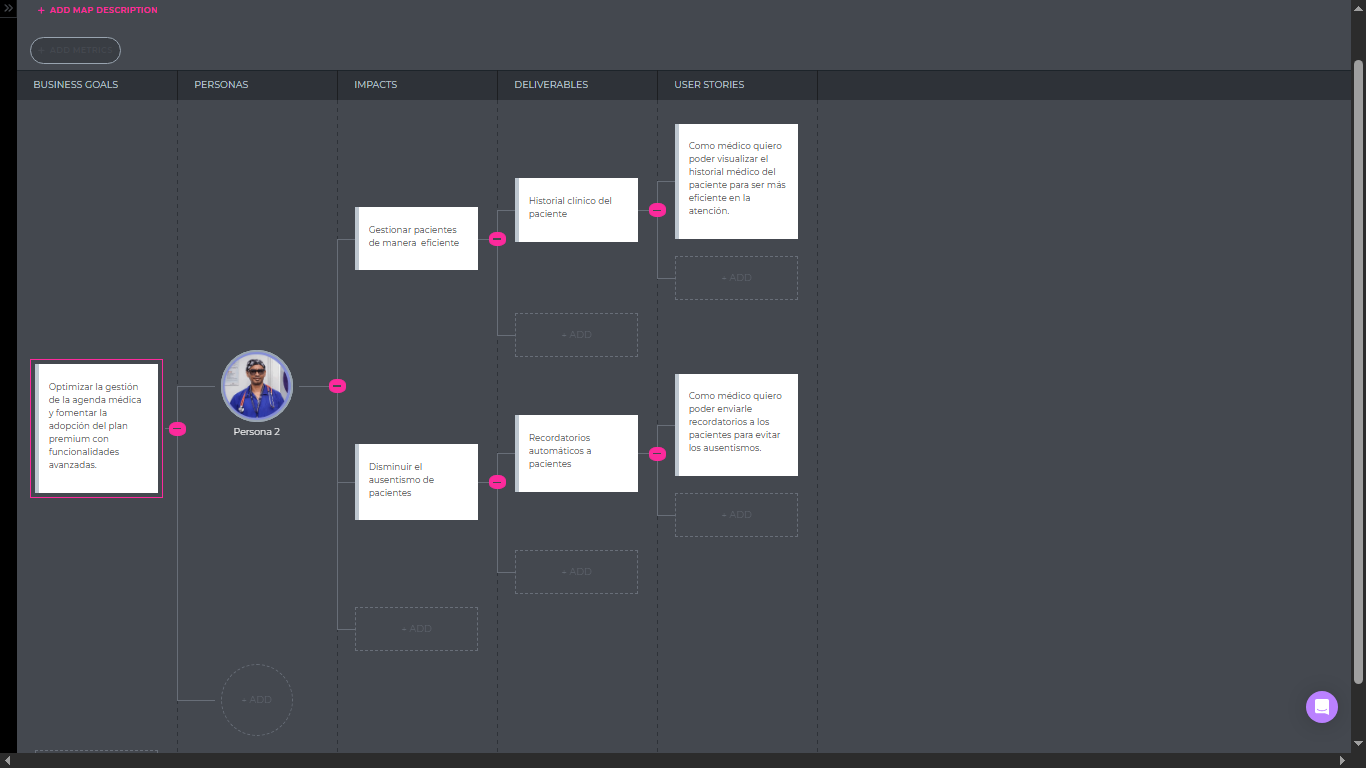 + ADD MAP DESCRIPTION
+ ADD METRICS
BUSINESS GOALS
PERSONAS
IMPACTS
DELIVERABLES
USER STORIES
Como médico quiero
poder visualizar el
historial médico del
paciente para ser más
eficiente en la
atención.
Historial clínico del
paciente
Gestionar pacientes
de manera eficiente
+ ADD
+ ADD
Optimizar la gestión
de la agenda médica
y fomentar la
adopción del plan
premium con
funcionalidades
avanzadas.
Persona 2
Como médico quiero
poder enviarle
recordatorios a los
pacientes para evitar
los ausentismos.
Recordatorios
automáticos a
pacientes
Disminuir el
ausentismo de
pacientes
+ ADD
+ ADD
+ ADD
+ ADD